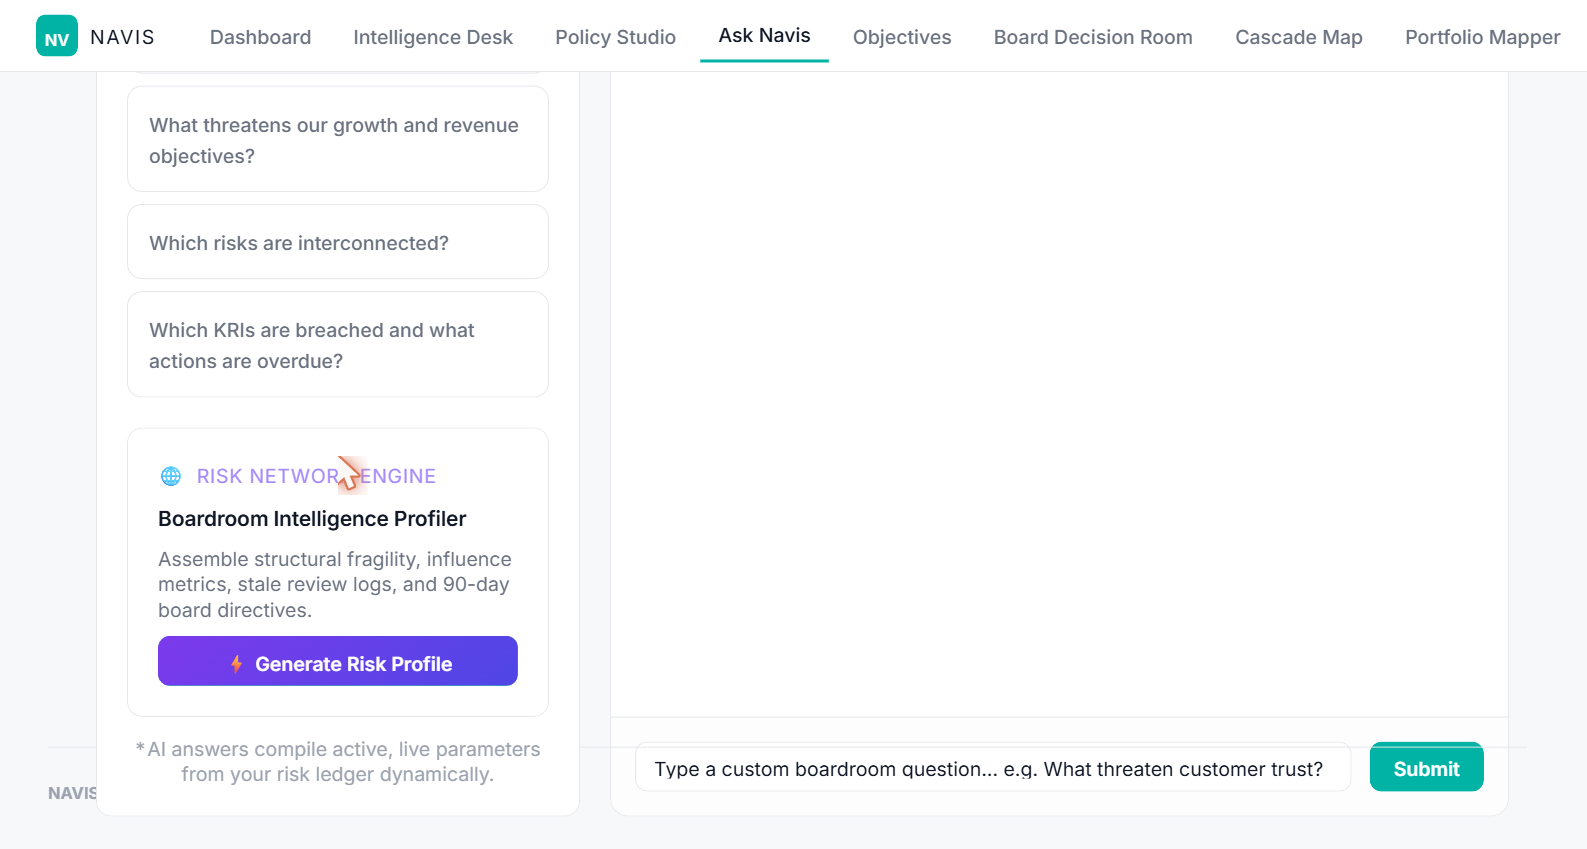 NV NAVIS Dashboard Intelligence Desk Policy Studio Ask Navis Objectives Board Decision Room Cascade Map Portfolio Mapper
What threatens our growth and revenue
objectives?
Which risks are interconnected?
Which KRIs are breached and what
actions are overdue?
RISK NETWOR ENGINE
Boardroom Intelligence Profiler
Assemble structural fragility, influence
metrics, stale review logs, and 90-day
board directives.
Generate Risk Profile
*AI answers compile active, live parameters
from your risk ledger dynamically.
Type a custom boardroom question... e.g. What threaten customer trust?
Submit
NAVIS